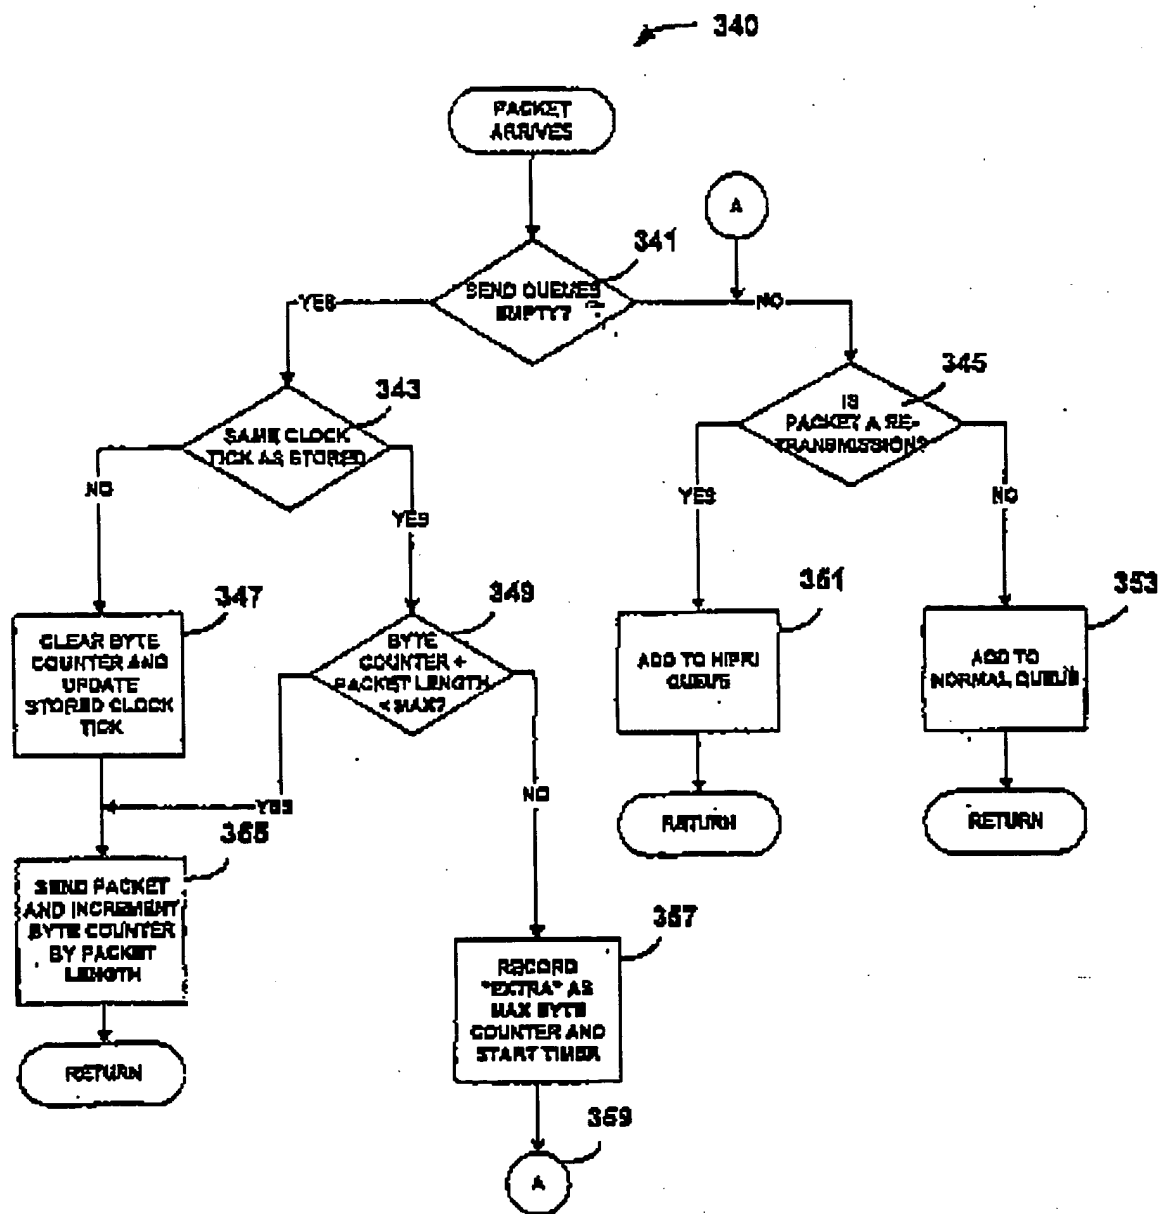 340
PACKET
ARRIVES
A
341
SEND QUEUES
EMPTY?
YES
NO
343
SAME CLOCK
TICK AS STORED
345
IS
PACKET A RE-
TRANSMISSION?
NO
YES
YES
NO
347
CLEAR BYTE
COUNTER AND
UPDATE
STORED CLOCK
TICK
349
BYTE
COUNTER +
PACKET LENGTH
< MAX?
351
ADD TO HIPRI
QUEUE
353
ADD TO
NORMAL QUEUE
YES
NO
RETURN
RETURN
355
SEND PACKET
AND INCREMENT
BYTE COUNTER
BY PACKET
LENGTH
357
RECORD
"EXTRA" AS
MAX BYTE
COUNTER AND
START TIMER
RETURN
359
A